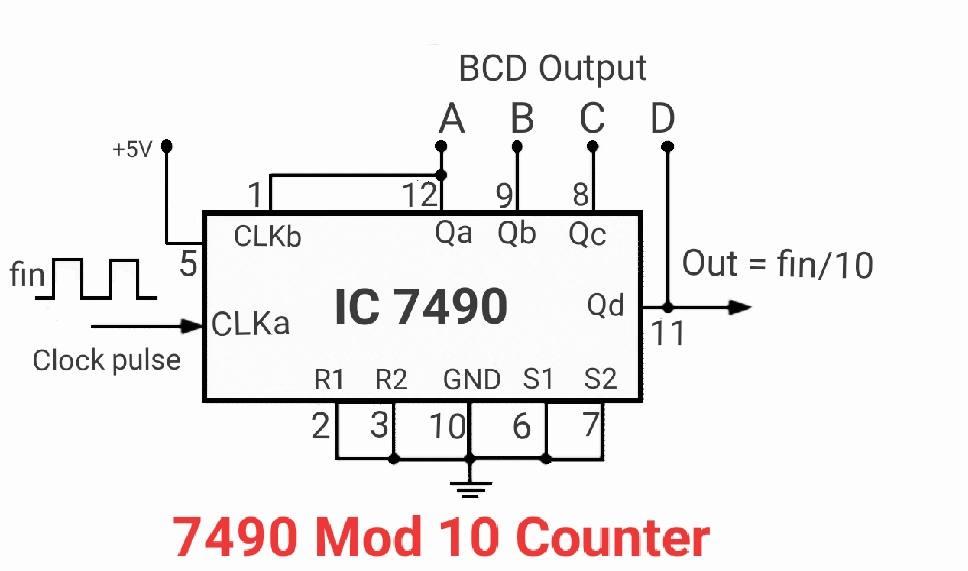 BCD Output
A B C D
+5V
1 12 9 8
CLKb Qa Qb Qc
5
fin
Out = fin/10
IC 7490
Qd
CLKa
11
Clock pulse
R1 R2 GND S1 S2
2 3 10 6 7
7490 Mod 10 Counter